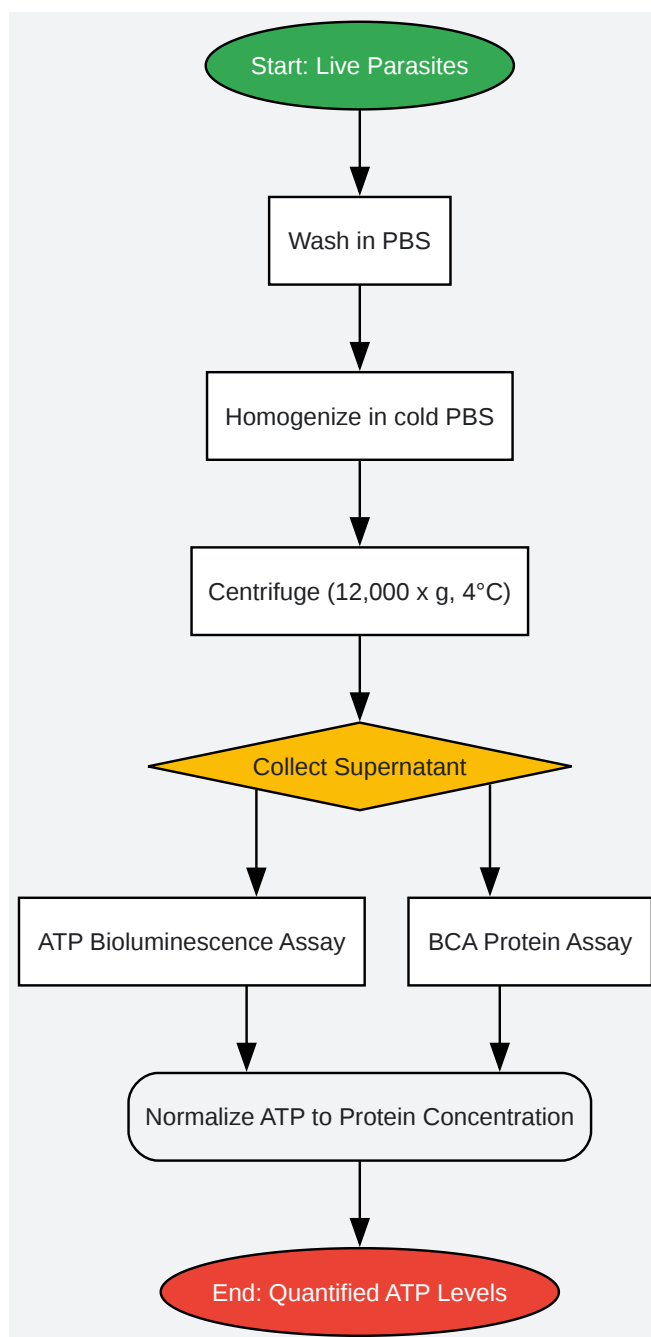 Start: Live Parasites
Wash in PBS
Homogenize in cold PBS
Centrifuge (12,000 x g, 4°C)
Collect Supernatant
ATP Bioluminescence Assay
BCA Protein Assay
Normalize ATP to Protein Concentration
End: Quantified ATP Levels